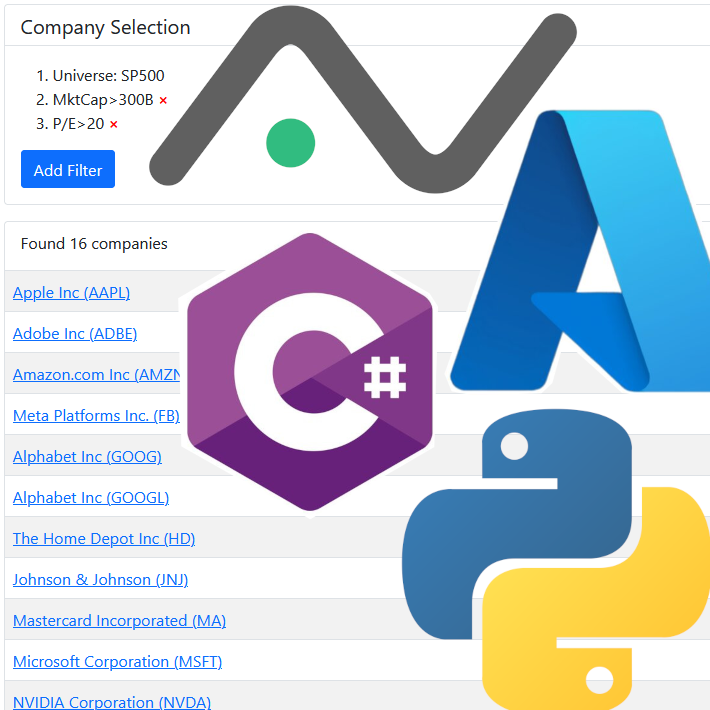 Company Selection
1. Universe: SP500
2. MktCap>300B ×
3. P/E>20 ×
Add Filter
Found 16 companies
Apple Inc (AAPL)
Adobe Inc (ADBE)
Amazon.com Inc (AMZN
Meta Platforms Inc. (FB)
Alphabet Inc (GOOG)
Alphabet Inc (GOOGL)
The Home Depot Inc (HD)
Johnson & Johnson (JNJ)
Mastercard Incorporated (MA)
Microsoft Corporation (MSFT)
NVIDIA Corporation (NVDA)
C#